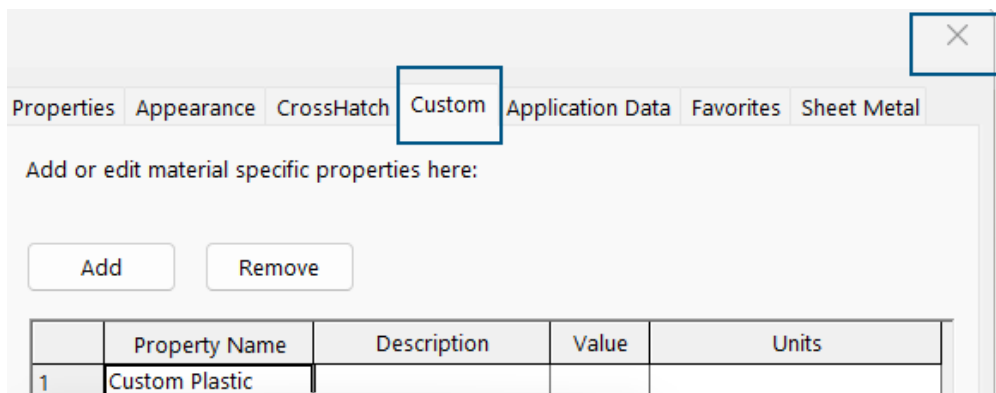 Properties Appearance CrossHatch Custom Application Data Favorites Sheet Metal
Add or edit material specific properties here:
Add Remove
Property Name Description Value Units
1 Custom Plastic